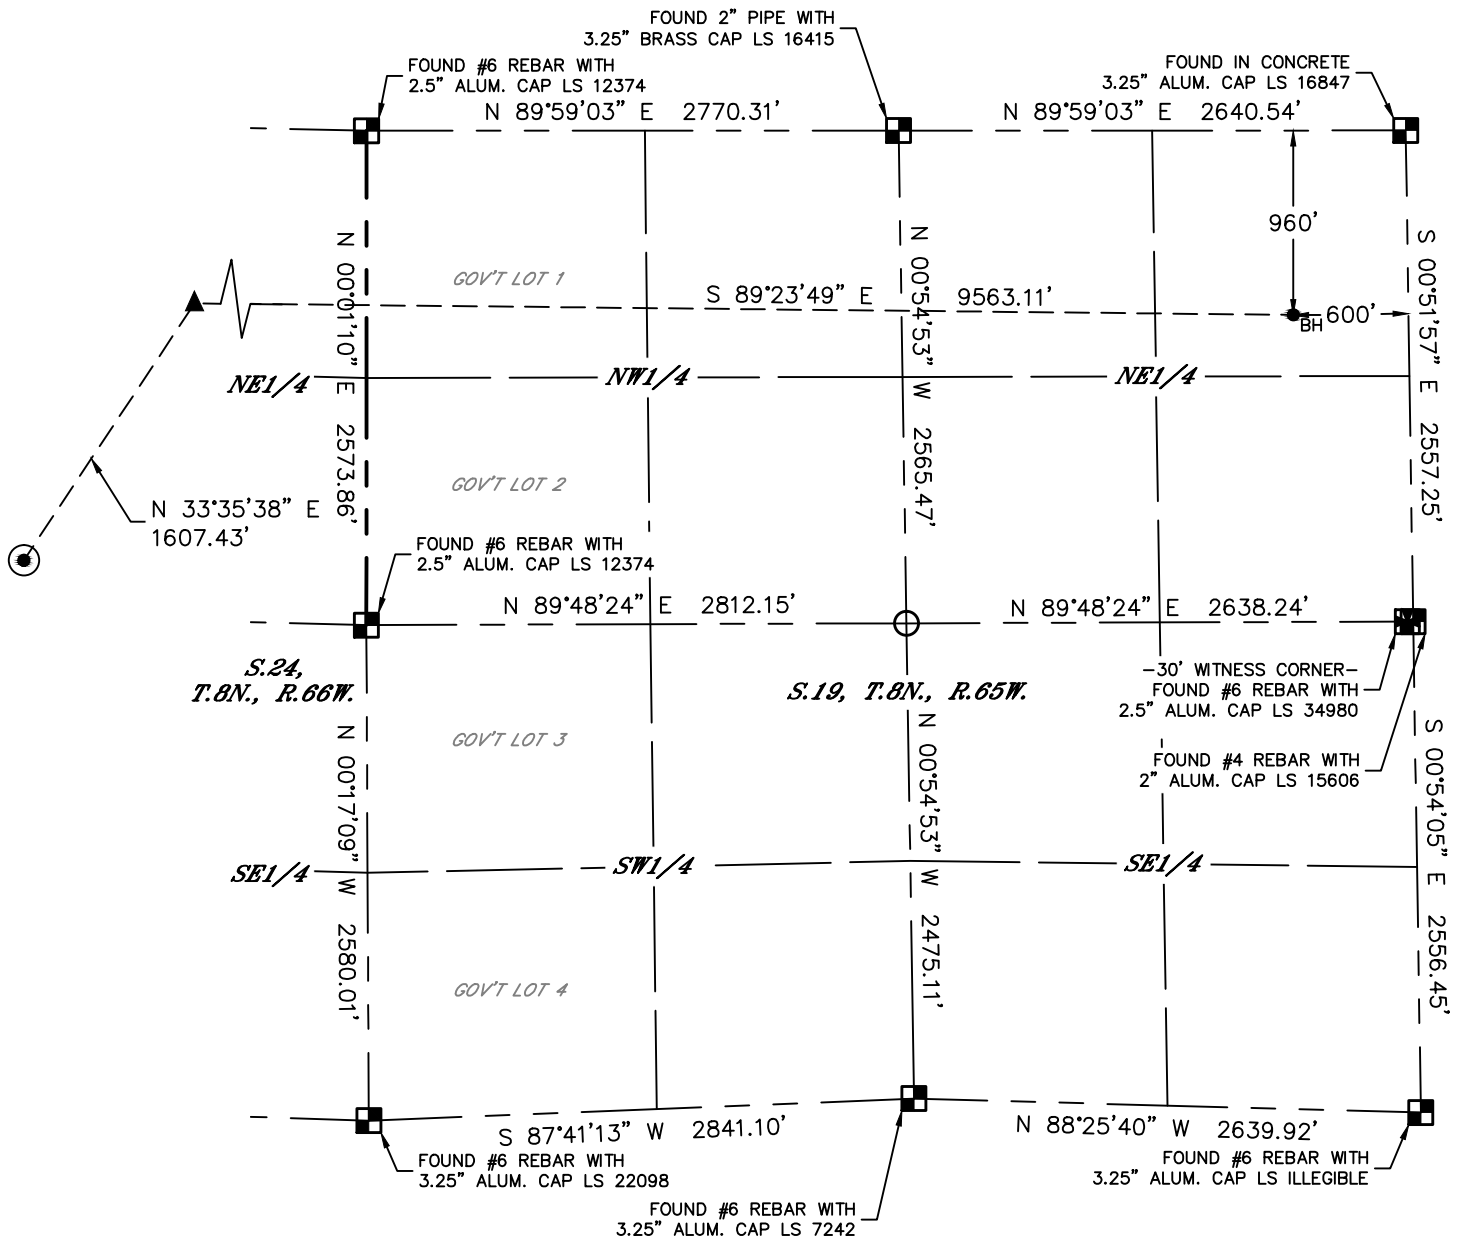 FOUND 2" PIPE WITH
3.25" BRASS CAP LS 16415
FOUND #6 REBAR WITH
2.5" ALUM. CAP LS 12374
FOUND IN CONCRETE
3.25" ALUM. CAP LS 16847
N 89°59'03" E 2770.31'
N 89°59'03" E 2640.54'
960'
N 00°01'10" E 2573.86'
N 00°54'53" W 2565.47'
S 00°51'57" E 2557.25'
GOV'T LOT 1
S 89°23'49" E 9563.11'
BH
600'
NE1/4
NW1/4
NE1/4
GOV'T LOT 2
N 33°35'38" E
1607.43'
FOUND #6 REBAR WITH
2.5" ALUM. CAP LS 12374
N 89°48'24" E 2812.15'
N 89°48'24" E 2638.24'
S.24,
T.8N., R.66W.
S.19, T.8N., R.65W.
-30' WITNESS CORNER-
FOUND #6 REBAR WITH
2.5" ALUM. CAP LS 34980
FOUND #4 REBAR WITH
2" ALUM. CAP LS 15606
GOV'T LOT 3
N 00°17'09" W 2580.01'
N 00°54'53" W 2475.11'
S 00°54'05" E 2556.45'
SE1/4
SW1/4
SE1/4
GOV'T LOT 4
S 87°41'13" W 2841.10'
N 88°25'40" W 2639.92'
FOUND #6 REBAR WITH
3.25" ALUM. CAP LS 22098
FOUND #6 REBAR WITH
3.25" ALUM. CAP LS ILLEGIBLE
FOUND #6 REBAR WITH
3.25" ALUM. CAP LS 7242